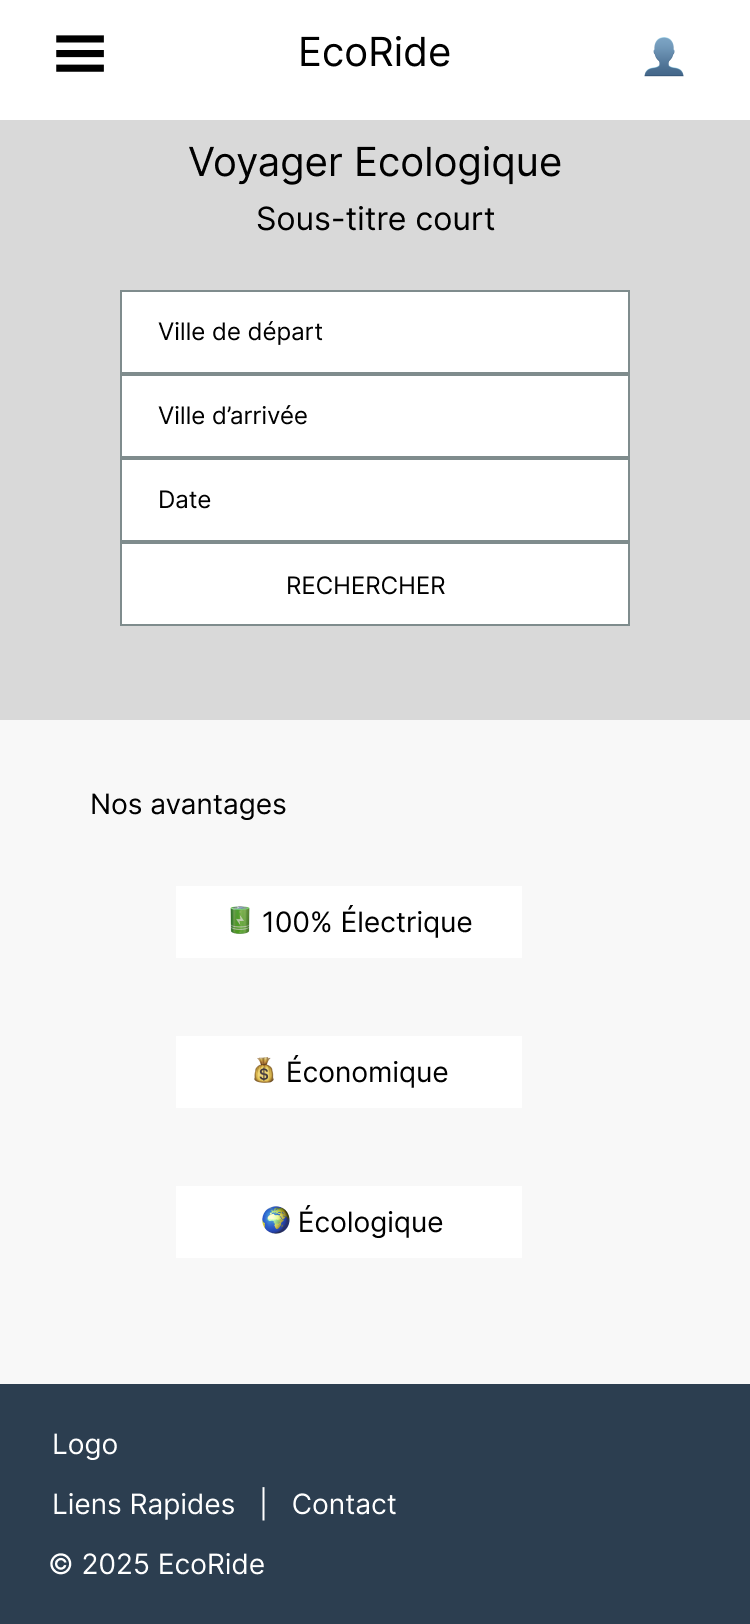 EcoRide
Voyager Ecologique
Sous-titre court
Ville de départ
Ville d’arrivée
Date
RECHERCHER
Nos avantages
100% Électrique
Économique
Écologique
Logo
Liens Rapides | Contact
© 2025 EcoRide